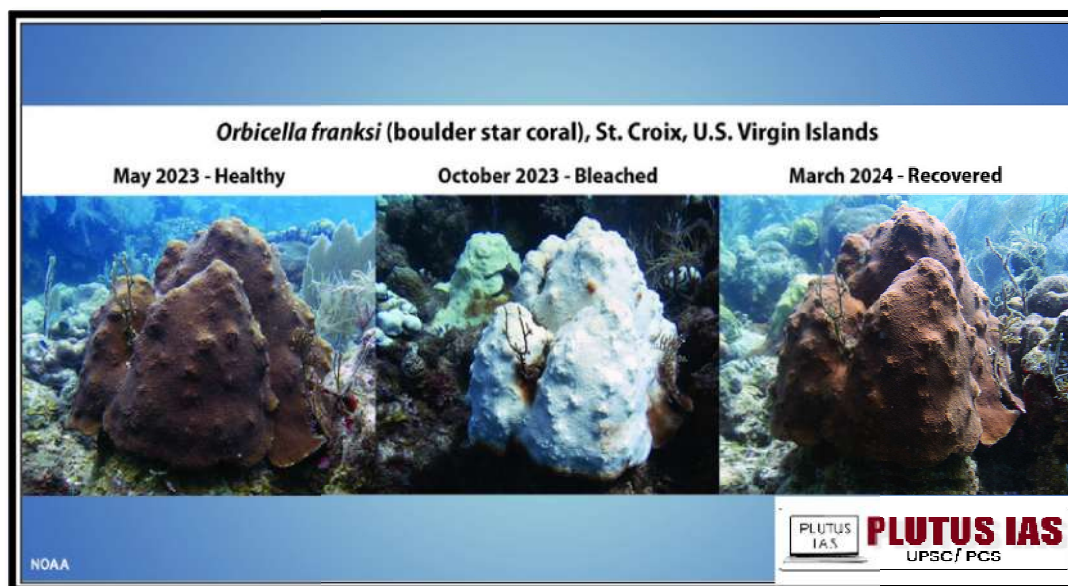 Orbicella franksi (boulder star coral), St. Croix, U.S. Virgin Islands
May 2023 - Healthy
October 2023 - Bleached
March 2024 - Recovered
NOAA
PLUTUS
IAS
PLUTUS IAS
UPSC/ PCS